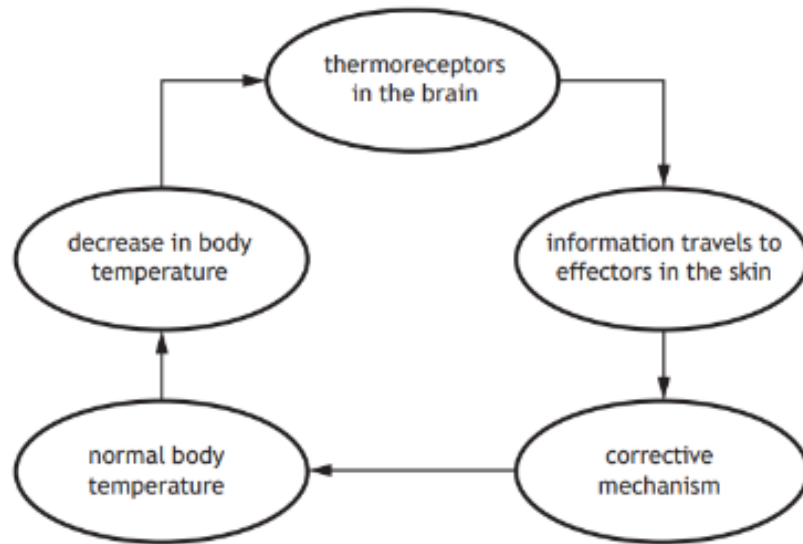 thermoreceptors
in the brain
decrease in body
temperature
information travels to
effectors in the skin
normal body
temperature
corrective
mechanism